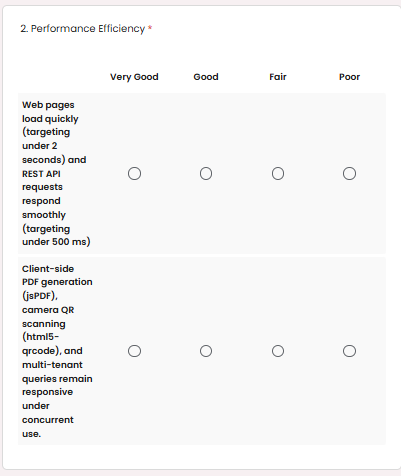 2. Performance Efficiency *
Very Good Good Fair Poor
Web pages
load quickly
(targeting
under 2
seconds) and
REST API
requests
respond
smoothly
(targeting
under 500 ms)
Client-side
PDF generation
(jsPDF),
camera QR
scanning
(html5-
qrcode), and
multi-tenant
queries remain
responsive
under
concurrent
use.